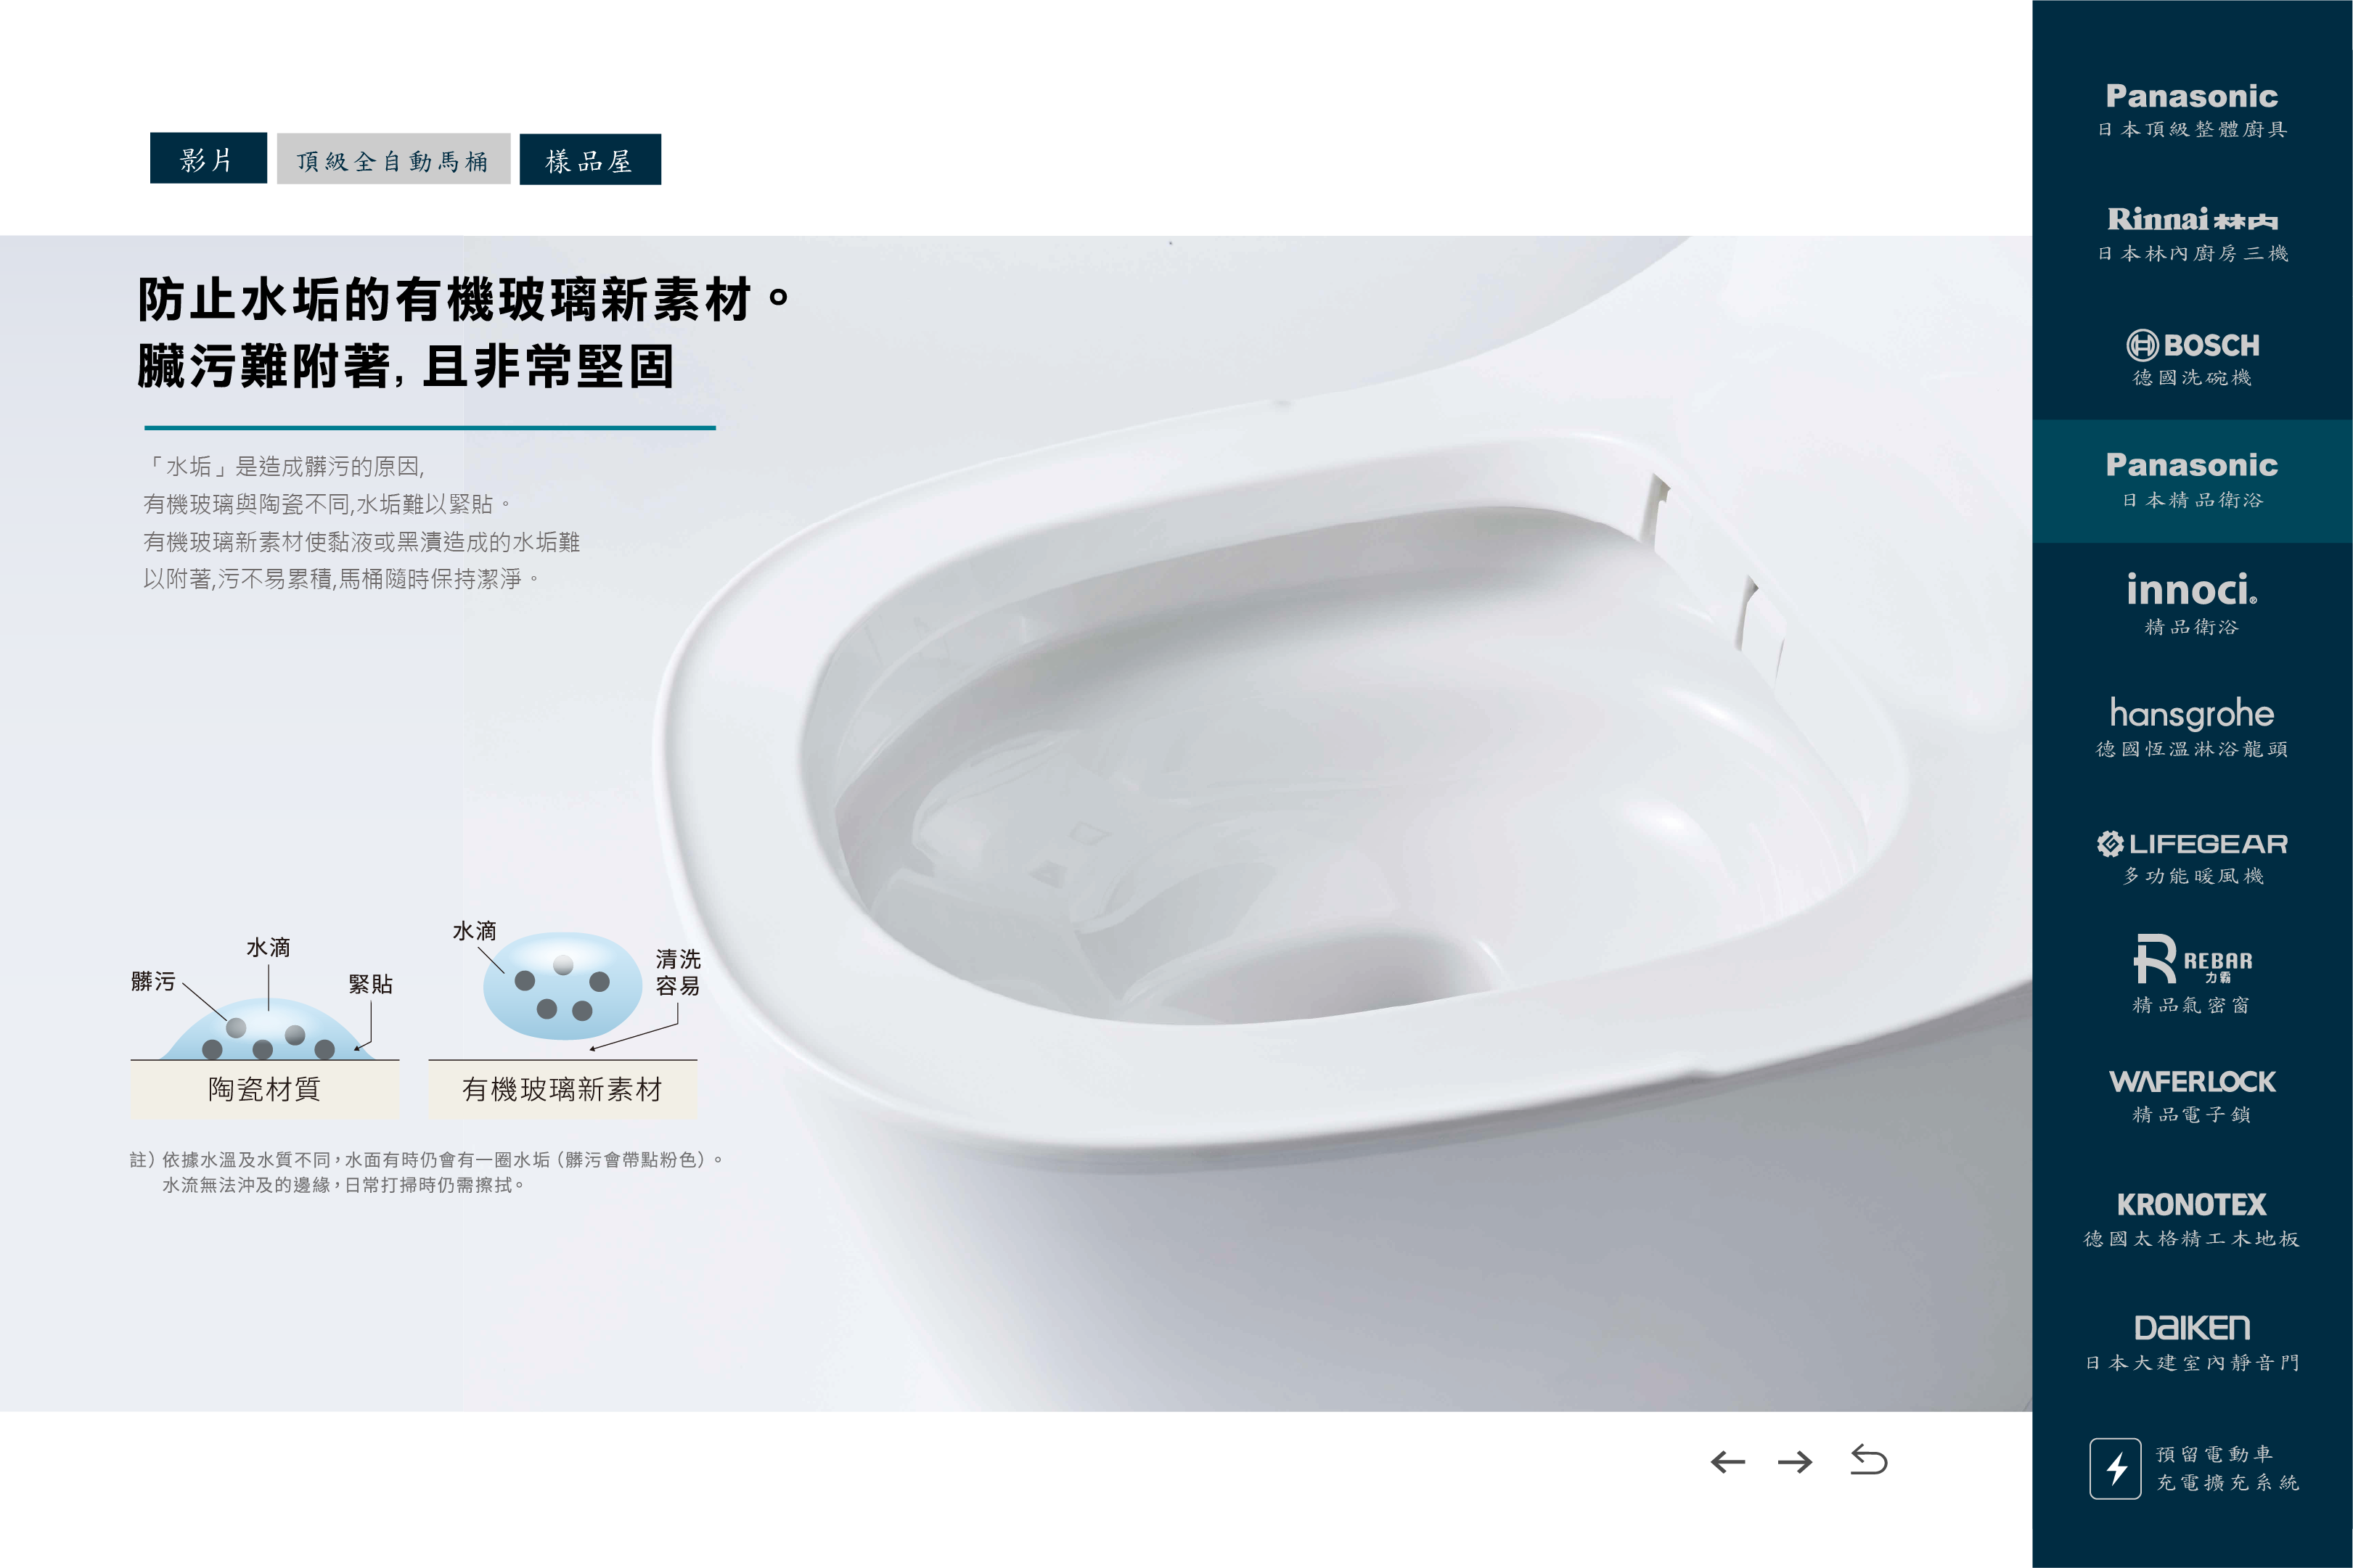 影片
頂級全自動馬桶
樣品屋
防止水垢的有機玻璃新素材。
臟污難附著,且非常堅固
「水垢」是造成髒污的原因,
有機玻璃與陶瓷不同,水垢難以緊貼。
有機玻璃新素材使黏液或黑漬造成的水垢難
以附著,污不易累積,馬桶隨時保持潔淨。
髒污
水滴
緊貼
陶瓷材質
水滴
清洗
容易
有機玻璃新素材
註）依據水溫及水質不同，水面有時仍會有一圈水垢（髒污會帶點粉色）。
水流無法沖及的邊緣，日常打掃時仍需擦拭。
Panasonic
日本頂級整體廚具
Rinnai 林內
日本林內廚房三機
BOSCH
德國洗碗機
Panasonic
日本精品衛浴
innoci®
精品衛浴
hansgrohe
德國恆溫淋浴龍頭
LIFEGEAR
多功能暖風機
REBAR
力霸
精品氣密窗
WAFERLOCK
精品電子鎖
KRONOTEX
德國太格精工木地板
DAIKEN
日本大建室內靜音門
預留電動車
充電擴充系統